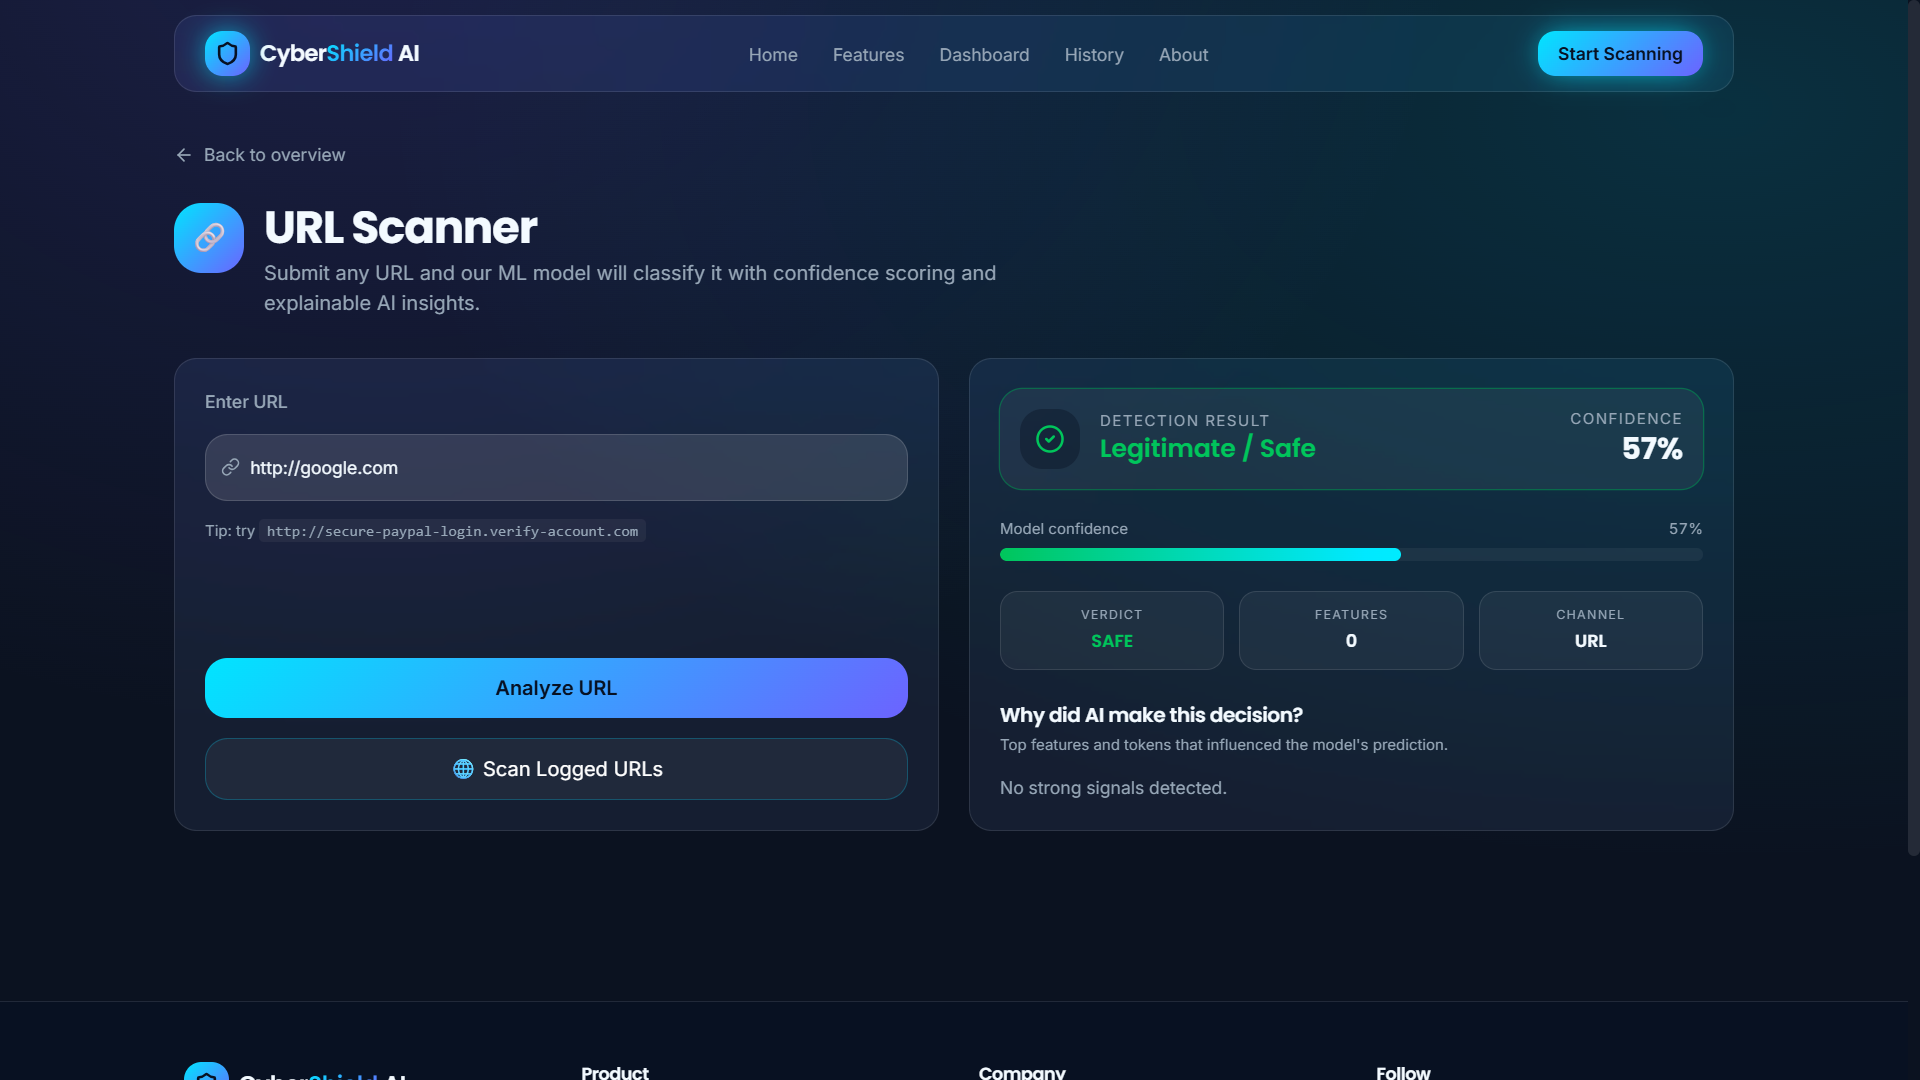 CyberShield AI
Home
Features
Dashboard
History
About
Start Scanning
Back to overview
URL Scanner
Submit any URL and our ML model will classify it with confidence scoring and
explainable AI insights.
Enter URL
http://google.com
Tip: try http://secure-paypal-login.verify-account.com
Analyze URL
Scan Logged URLs
DETECTION RESULT
Legitimate / Safe
CONFIDENCE
57%
Model confidence
57%
VERDICT
SAFE
FEATURES
0
CHANNEL
URL
Why did AI make this decision?
Top features and tokens that influenced the model's prediction.
No strong signals detected.
CyberShield AI
Product
Company
Follow